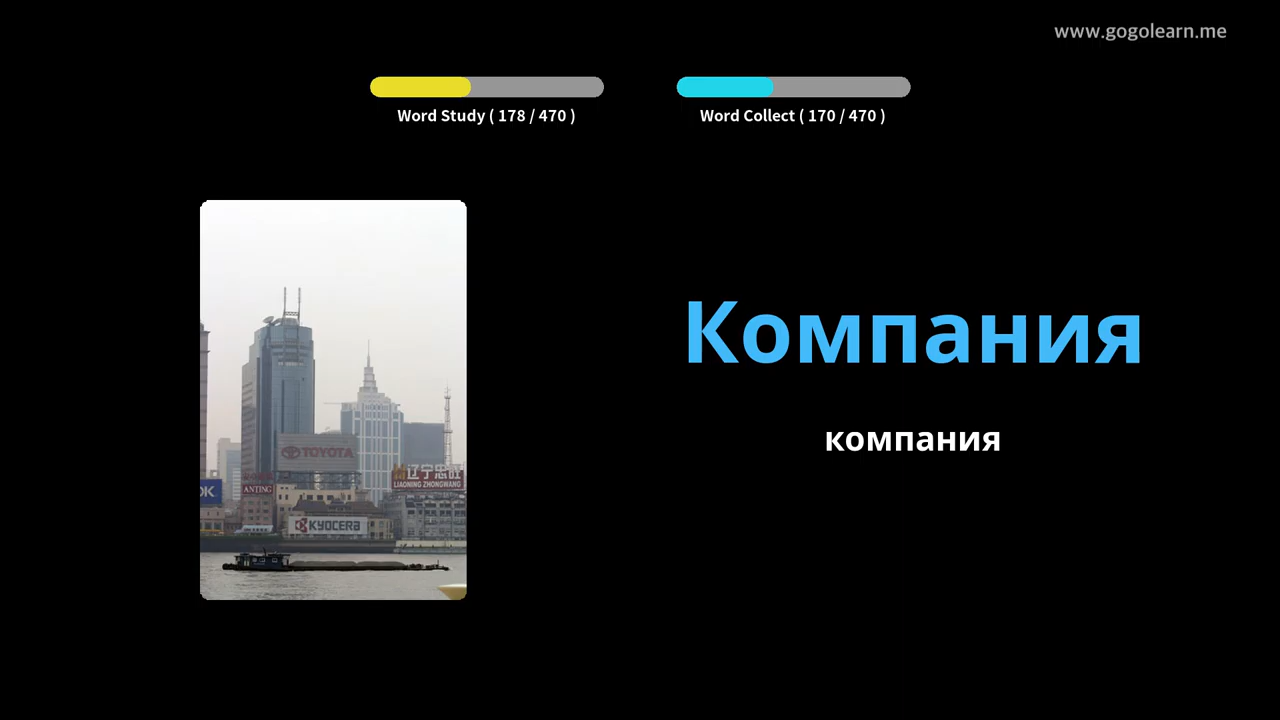 www.gogolearn.me
Word Study ( 178 / 470 )
Word Collect ( 170 / 470 )
Компания
компания
TOYOTA
辽宁忠旺
LIAONING ZHONGWANG
ANTING
KYOCERA